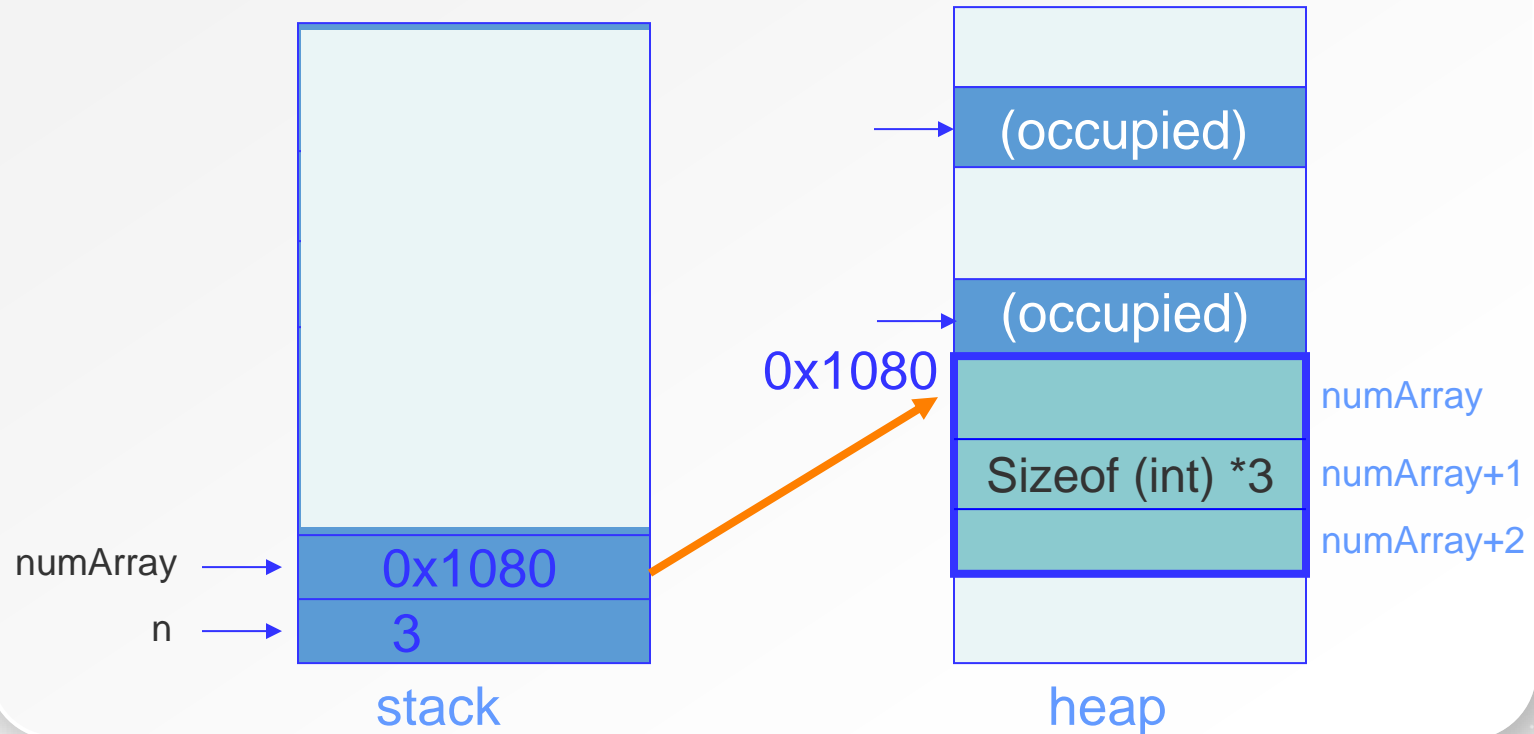 (occupied)
(occupied)
0x1080
numArray
Sizeof (int) *3
numArray+1
numArray+2
numArray
0x1080
n
3
stack
heap